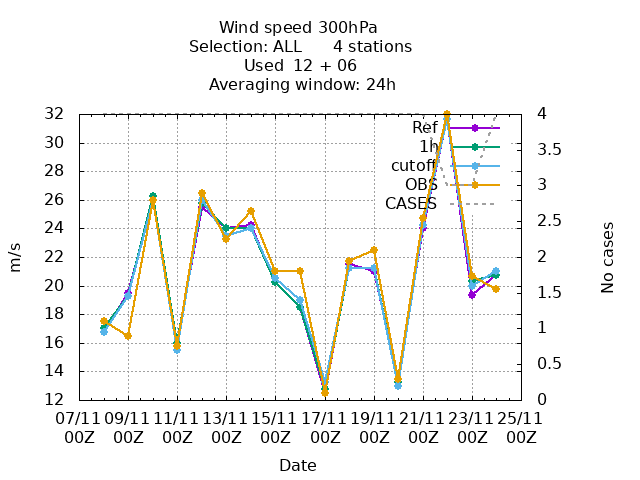 Wind speed 300hPa
Selection: ALL 4 stations
Used 12 + 06
Averaging window: 24h
32
30
28
26
24
22
20
18
16
14
12
4
3.5
3
2.5
2
1.5
1
0.5
0
Ref
1h
cutoff
OBS
CASES
m/s
No cases
07/11 09/11 11/11 13/11 15/11 17/11 19/11 21/11 23/11 25/11
00Z 00Z 00Z 00Z 00Z 00Z 00Z 00Z 00Z 00Z
Date